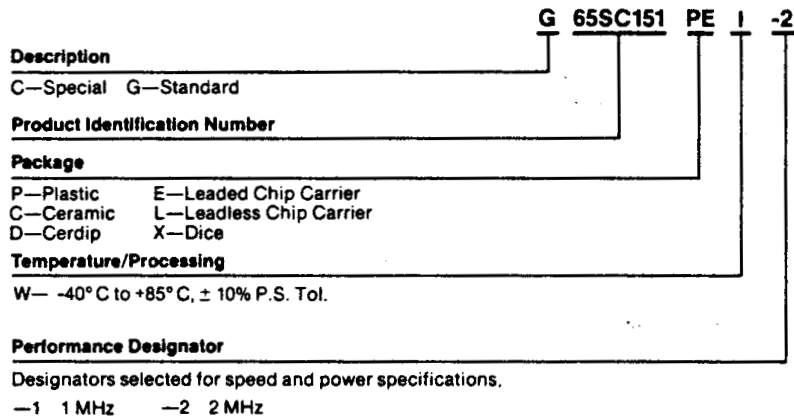 G 65SC151 PE I -2
Description
C—Special G—Standard
Product Identification Number
Package
P—Plastic E—Leaded Chip Carrier
C—Ceramic L—Leadless Chip Carrier
D—Cerdip X—Dice
Temperature/Processing
W— -40°C to +85°C, ± 10% P.S. Tol.
Performance Designator
Designators selected for speed and power specifications.
—1 1 MHz —2 2 MHz